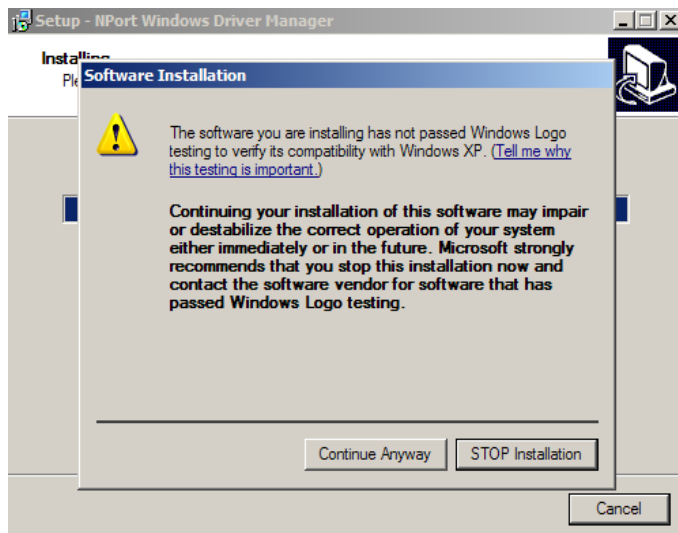 Setup - NPort Windows Driver Manager
Installing
Ple
Software Installation
The software you are installing has not passed Windows Logo
testing to verify its compatibility with Windows XP. (Tell me why
this testing is important.)
Continuing your installation of this software may impair
or destabilize the correct operation of your system
either immediately or in the future. Microsoft strongly
recommends that you stop this installation now and
contact the software vendor for software that has
passed Windows Logo testing.
Continue Anyway STOP Installation
Cancel